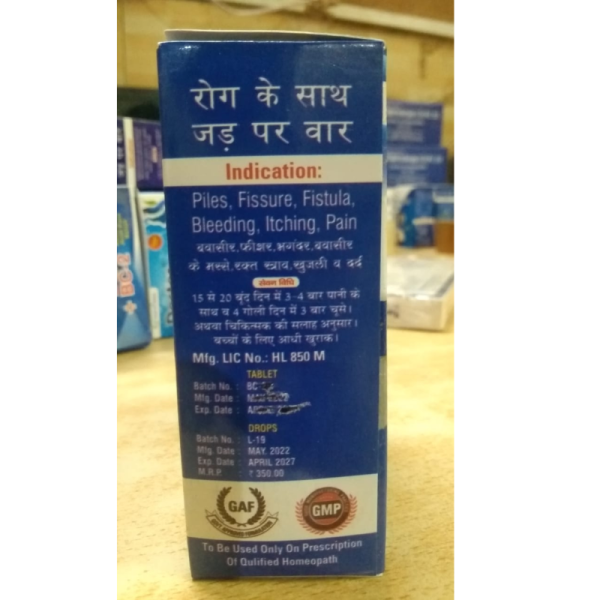 रोग के साथ
जड़ पर वार
Indication:
Piles, Fissure, Fistula,
Bleeding, Itching, Pain
बवासीर,फीशर,भगंदर,बवासीर
के मस्से,रक्त स्त्राव,खुजली व दर्द
सेवन विधि
15 से 20 बूंद दिन में 3-4 बार पानी के
साथ व 4 गोली दिन में 3 बार चूसे।
अथवा चिकित्सक की सलाह अनुसार।
बच्चों के लिए आधी खुराक।
Mfg. LIC No.: HL 850 M
TABLET
Batch No. :
Mfg. Date :
Exp. Date :
DROPS
Batch No. : L-19
Mfg. Date : MAY. 2022
Exp. Date : APRIL 2027
M.R.P. : ₹ 350.00
GAF
GMP
To Be Used Only On Prescription
Of Qulified Homeopath